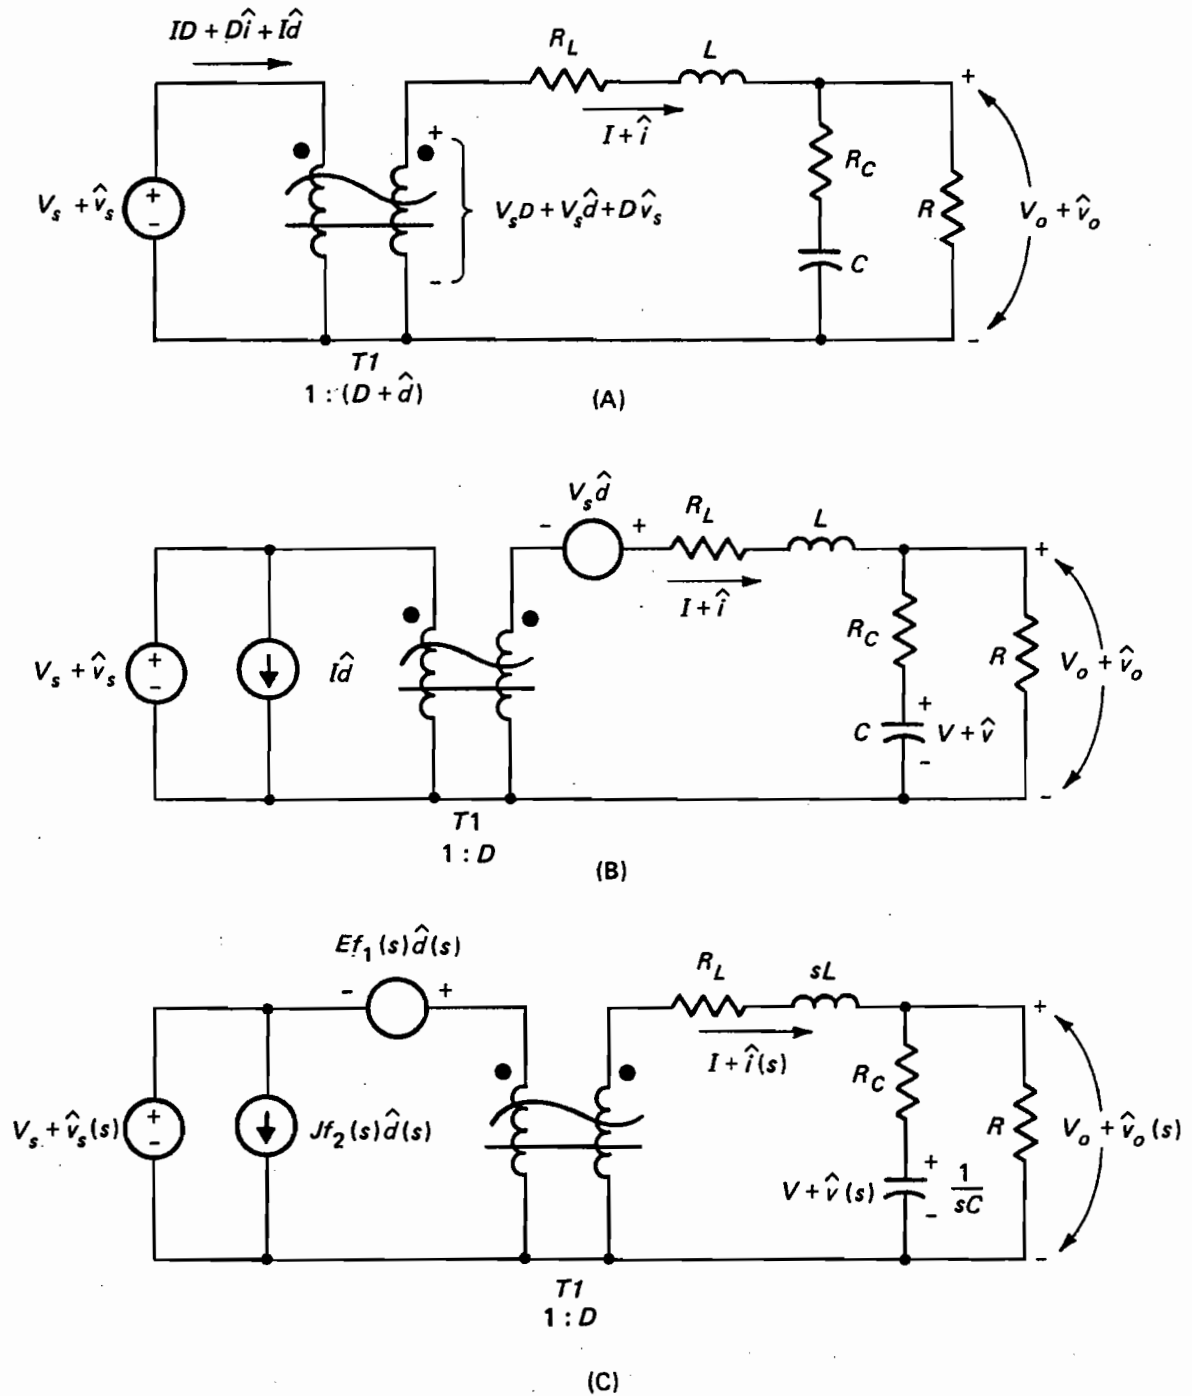 ID + Dî + Id̂
R_L
L
I + î
+
R_C
V_s + v̂_s
+
-
V_sD + V_sd̂ + Dv̂_s
R
V_o + v̂_o
C
-
-
T1
1 : (D + d̂)
(A)
V_sd̂
-
+
R_L
L
+
I + î
R_C
V_s + v̂_s
+
-
Id̂
R
V_o + v̂_o
+
C
V + v̂
-
-
T1
1 : D
(B)
Ef_1(s)d̂(s)
-
+
R_L
sL
+
I + î(s)
R_C
V_s + v̂_s(s)
+
-
Jf_2(s)d̂(s)
R
V_o + v̂_o(s)
V + v̂(s)
+
-
1/sC
-
T1
1 : D
(C)